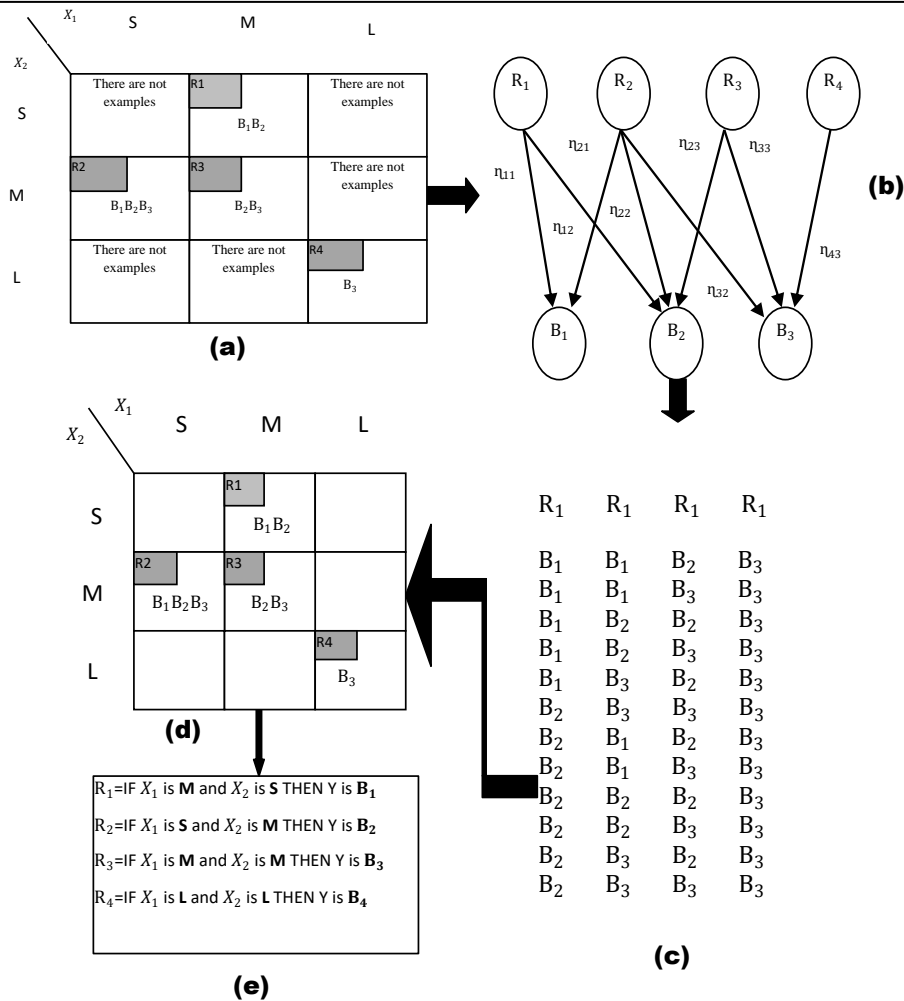 X₁ S M L
X₂
S There are not examples R1 B₁B₂ There are not examples
M R2 B₁B₂B₃ R3 B₂B₃ There are not examples
L There are not examples There are not examples R4 B₃
(a)
R₁ R₂ R₃ R₄
η₁₁ η₂₁ η₂₃ η₃₃
η₁₂ η₂₂ η₃₂ η₄₃
B₁ B₂ B₃
(b)
X₁ S M L
X₂
S R1 B₁B₂
M R2 B₁B₂B₃ R3 B₂B₃
L R4 B₃
(d)
R₁ R₁ R₁ R₁
B₁ B₁ B₂ B₃
B₁ B₁ B₃ B₃
B₁ B₂ B₂ B₃
B₁ B₂ B₃ B₃
B₁ B₃ B₂ B₃
B₂ B₃ B₃ B₃
B₂ B₁ B₂ B₃
B₂ B₁ B₃ B₃
B₂ B₂ B₂ B₃
B₂ B₂ B₃ B₃
B₂ B₃ B₂ B₃
B₂ B₃ B₃ B₃
(c)
R₁=IF X₁ is M and X₂ is S THEN Y is B₁
R₂=IF X₁ is S and X₂ is M THEN Y is B₂
R₃=IF X₁ is M and X₂ is M THEN Y is B₃
R₄=IF X₁ is L and X₂ is L THEN Y is B₄
(e)